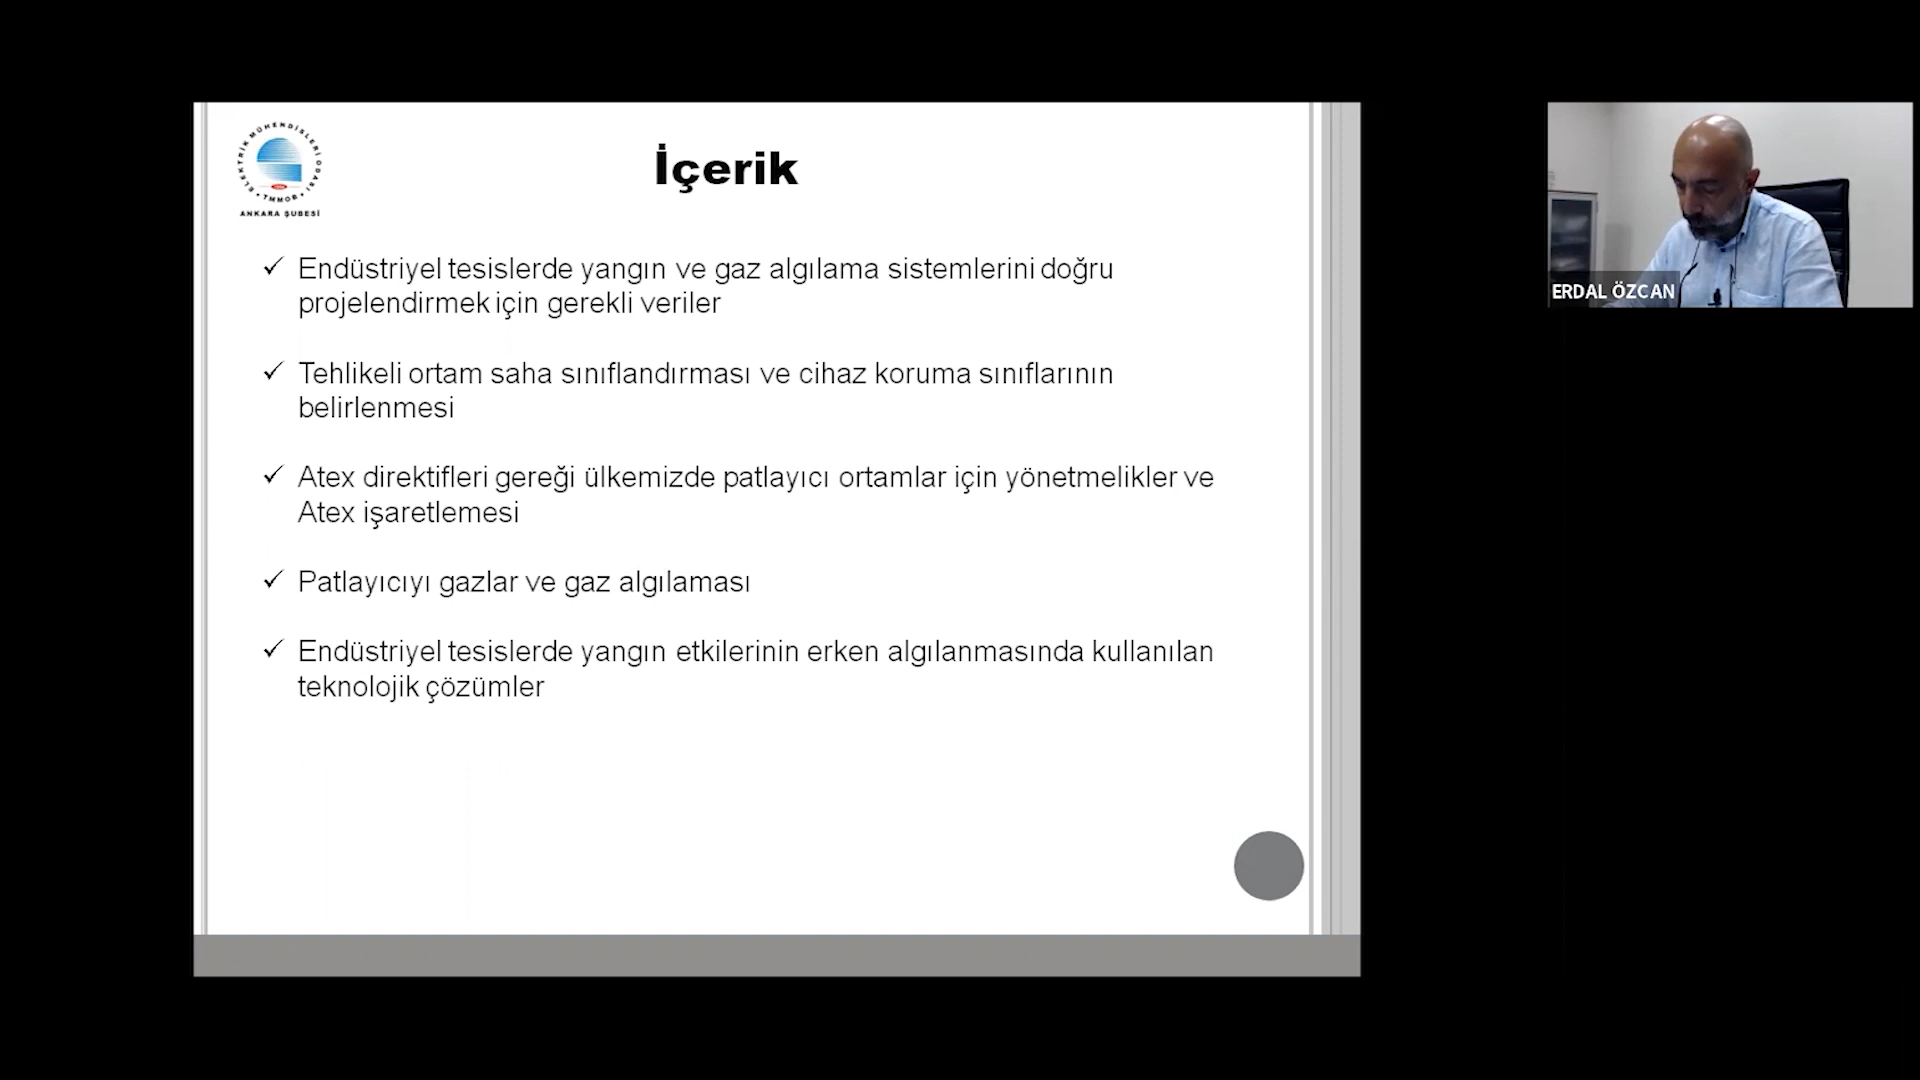 ELEKTRİK MÜHENDİSLERİ ODASI
TMMOB
ANKARA ŞUBESİ
İçerik
✓ Endüstriyel tesislerde yangın ve gaz algılama sistemlerini doğru
projelendirmek için gerekli veriler
✓ Tehlikeli ortam saha sınıflandırması ve cihaz koruma sınıflarının
belirlenmesi
✓ Atex direktifleri gereği ülkemizde patlayıcı ortamlar için yönetmelikler ve
Atex işaretlemesi
✓ Patlayıcıyı gazlar ve gaz algılaması
✓ Endüstriyel tesislerde yangın etkilerinin erken algılanmasında kullanılan
teknolojik çözümler
ERDAL ÖZCAN